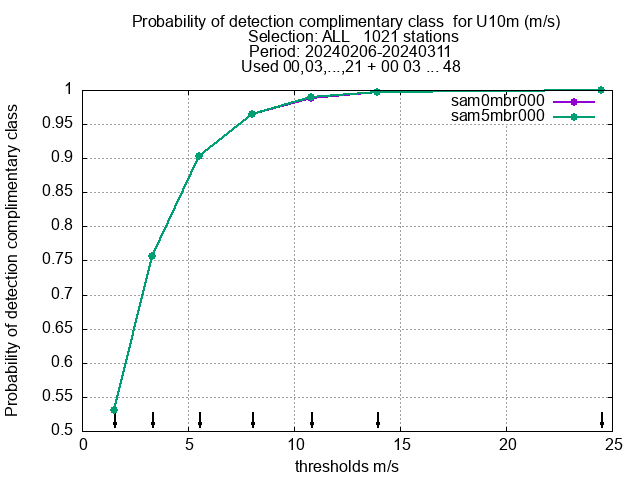 Probability of detection complimentary class  for U10m (m/s)
Selection: ALL   1021 stations
Period: 20240206-20240311
Used 00,03,...,21 + 00 03 ... 48
sam0mbr000
sam5mbr000
Probability of detection complimentary class
1
0.95
0.9
0.85
0.8
0.75
0.7
0.65
0.6
0.55
0.5
0
5
10
15
20
25
thresholds m/s